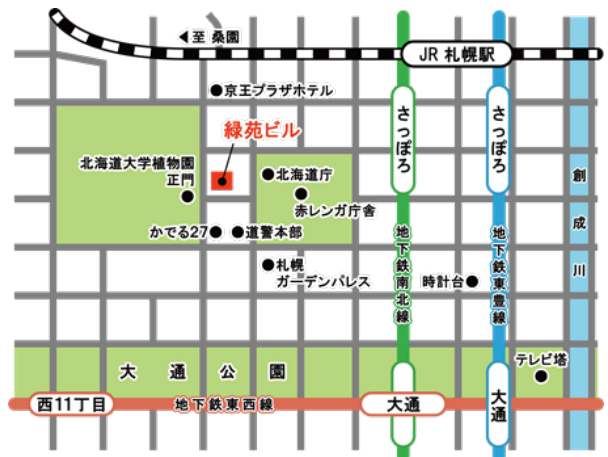 ◀至 桑園
JR 札幌駅
京王プラザホテル
さっぽろ
さっぽろ
緑苑ビル
北海道大学植物園
正門
北海道庁
赤レンガ庁舎
創成川
かでる27
道警本部
地下鉄南北線
地下鉄東豊線
札幌
ガーデンパレス
時計台
大通公園
テレビ塔
西11丁目
地下鉄東西線
大通
大通